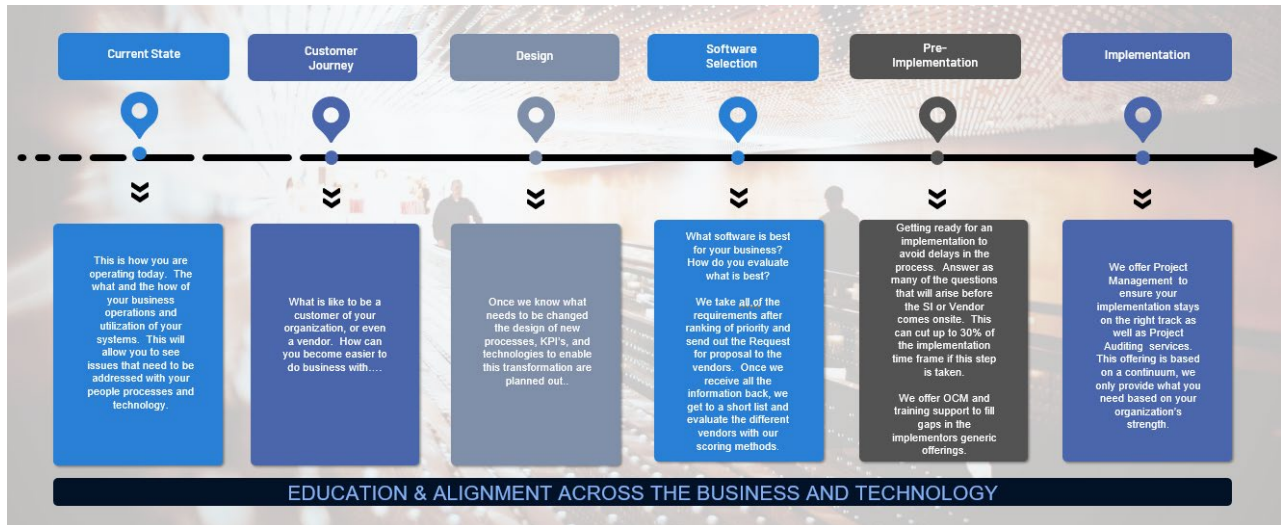 Current State
Customer
Journey
Design
Software
Selection
Pre-
Implementation
Implementation
This is how you are
operating today. The
what and the how of
your business
operations and
utilization of your
systems. This will
allow you to see
issues that need to be
addressed with your
people processes and
technology.
What is like to be a
customer of your
organization, or even
a vendor. How can
you become easier to
do business with....
Once we know what
needs to be changed
the design of new
processes, KPI's, and
technologies to enable
this transformation are
planned out..
What software is best
for your business?
How do you evaluate
what is best?
We take all of the
requirements after
ranking of priority and
send out the Request
for proposal to the
vendors. Once we
receive all the
information back, we
get to a short list and
evaluate the different
vendors with our
scoring methods.
Getting ready for an
implementation to
avoid delays in the
process. Answer as
many of the questions
that will arise before
the SI or Vendor
comes onsite. This
can cut up to 30% of
the implementation
time frame if this step
is taken.
We offer OCM and
training support to fill
gaps in the
implementors generic
offerings.
We offer Project
Management to
ensure your
implementation stays
on the right track as
well as Project
Auditing services.
This offering is based
on a continuum, we
only provide what you
need based on your
organization's
strength.
EDUCATION & ALIGNMENT ACROSS THE BUSINESS AND TECHNOLOGY